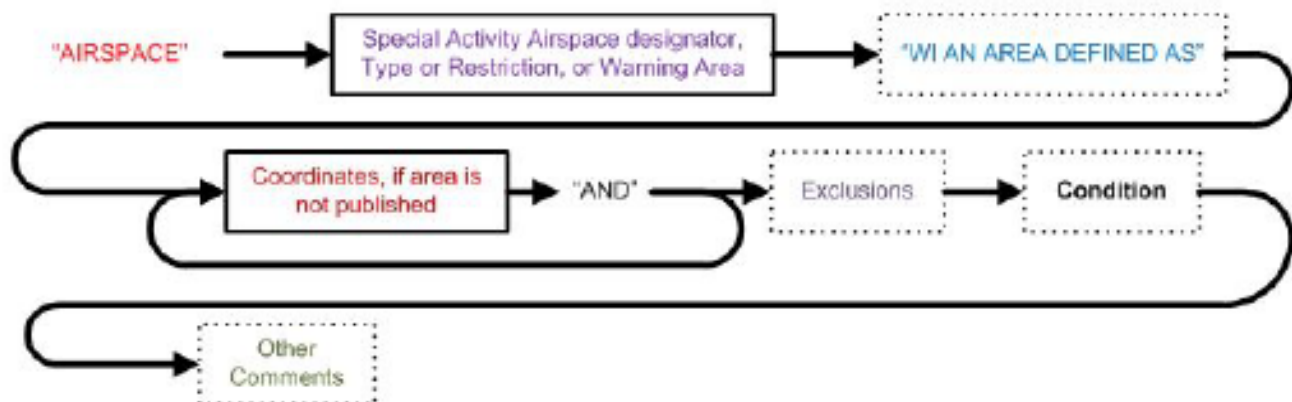 "AIRSPACE"
Special Activity Airspace designator,
Type or Restriction, or Warning Area
"WI AN AREA DEFINED AS"
Coordinates, if area is
not published
"AND"
Exclusions
Condition
Other
Comments